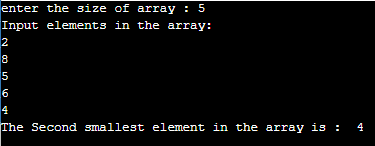 enter the size of array : 5
Input elements in the array:
2
8
5
6
4
The Second smallest element in the array is :  4